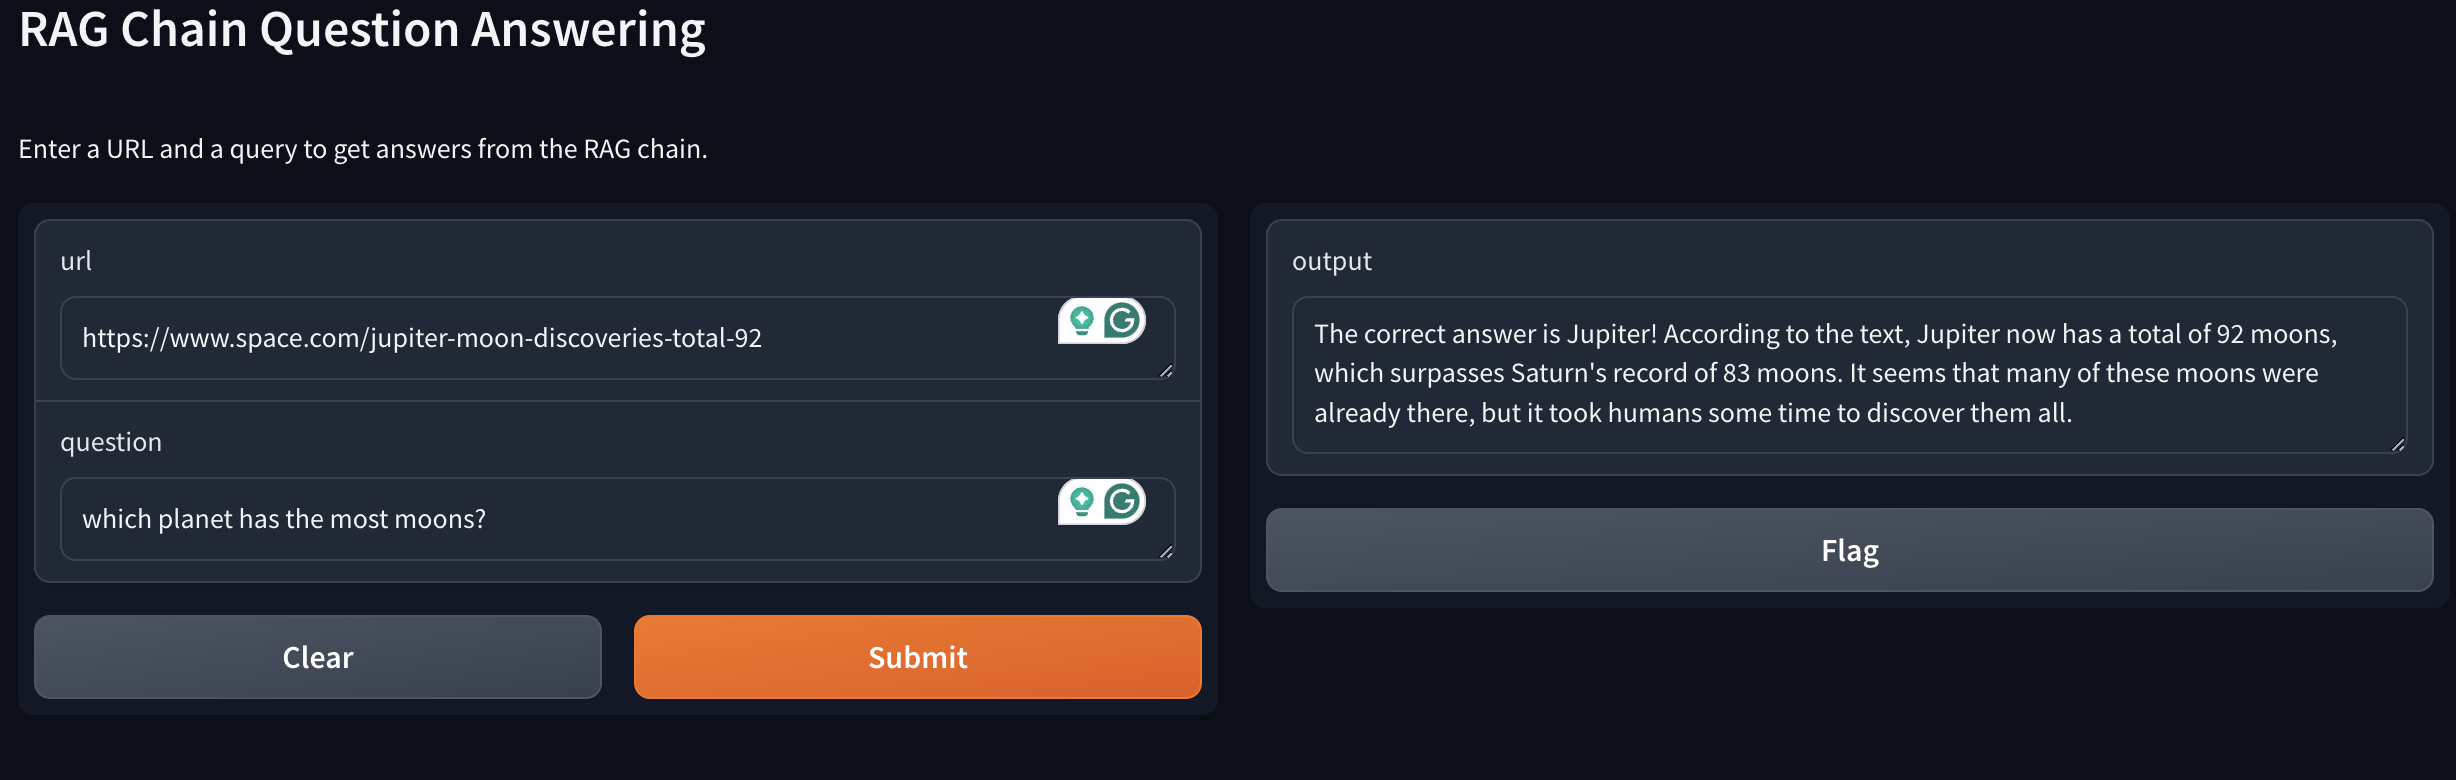 RAG Chain Question Answering
Enter a URL and a query to get answers from the RAG chain.
url
https://www.space.com/jupiter-moon-discoveries-total-92
question
which planet has the most moons?
Clear
Submit
output
The correct answer is Jupiter! According to the text, Jupiter now has a total of 92 moons,
which surpasses Saturn's record of 83 moons. It seems that many of these moons were
already there, but it took humans some time to discover them all.
Flag